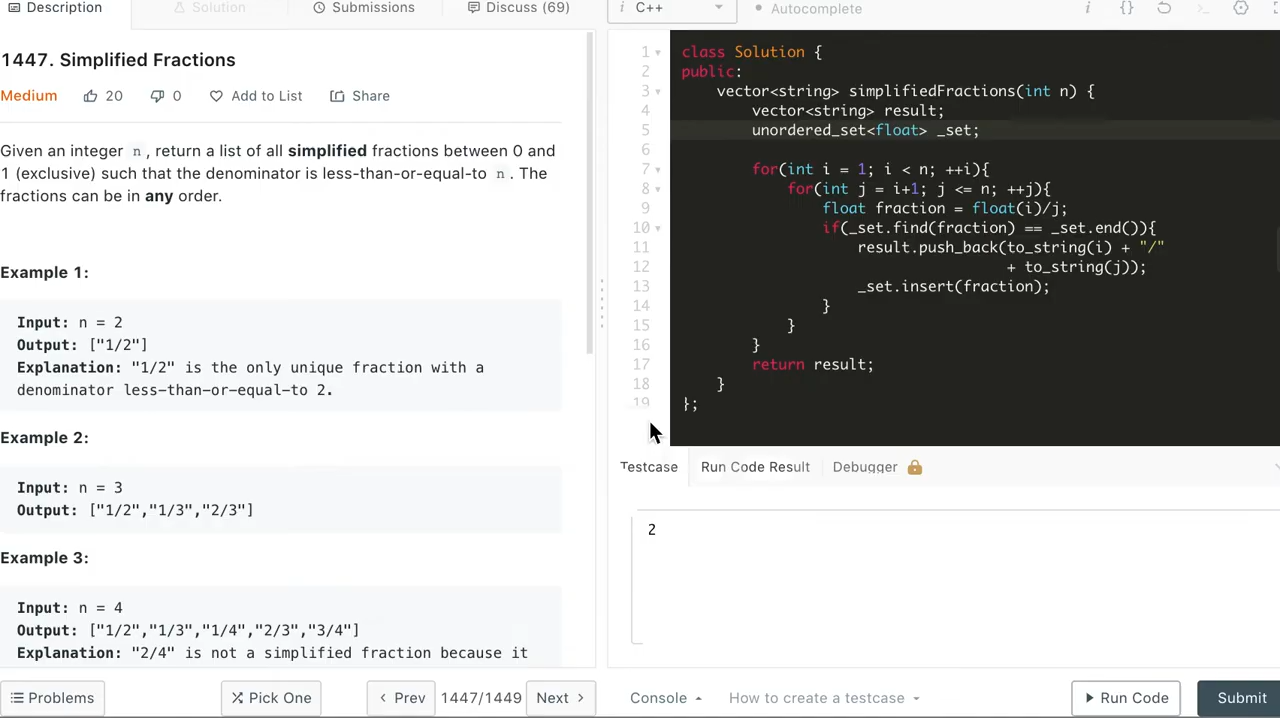 Description
Solution
Submissions
Discuss (69)
i C++
Autocomplete
1447. Simplified Fractions
Medium 20 0 Add to List Share
Given an integer n , return a list of all simplified fractions between 0 and
1 (exclusive) such that the denominator is less-than-or-equal-to n . The
fractions can be in any order.
Example 1:
Input: n = 2
Output: ["1/2"]
Explanation: "1/2" is the only unique fraction with a
denominator less-than-or-equal-to 2.
Example 2:
Input: n = 3
Output: ["1/2","1/3","2/3"]
Example 3:
Input: n = 4
Output: ["1/2","1/3","1/4","2/3","3/4"]
Explanation: "2/4" is not a simplified fraction because it
Problems
Pick One
Prev
1447/1449
Next
1 class Solution {
2 public:
3 vector<string> simplifiedFractions(int n) {
4 vector<string> result;
5 unordered_set<float> _set;
6
7 for(int i = 1; i < n; ++i){
8 for(int j = i+1; j <= n; ++j){
9 float fraction = float(i)/j;
10 if(_set.find(fraction) == _set.end()){
11 result.push_back(to_string(i) + "/"
12 + to_string(j));
13 _set.insert(fraction);
14 }
15 }
16 }
17 return result;
18 }
19 };
Testcase
Run Code Result
Debugger
2
Console
How to create a testcase
Run Code
Submit